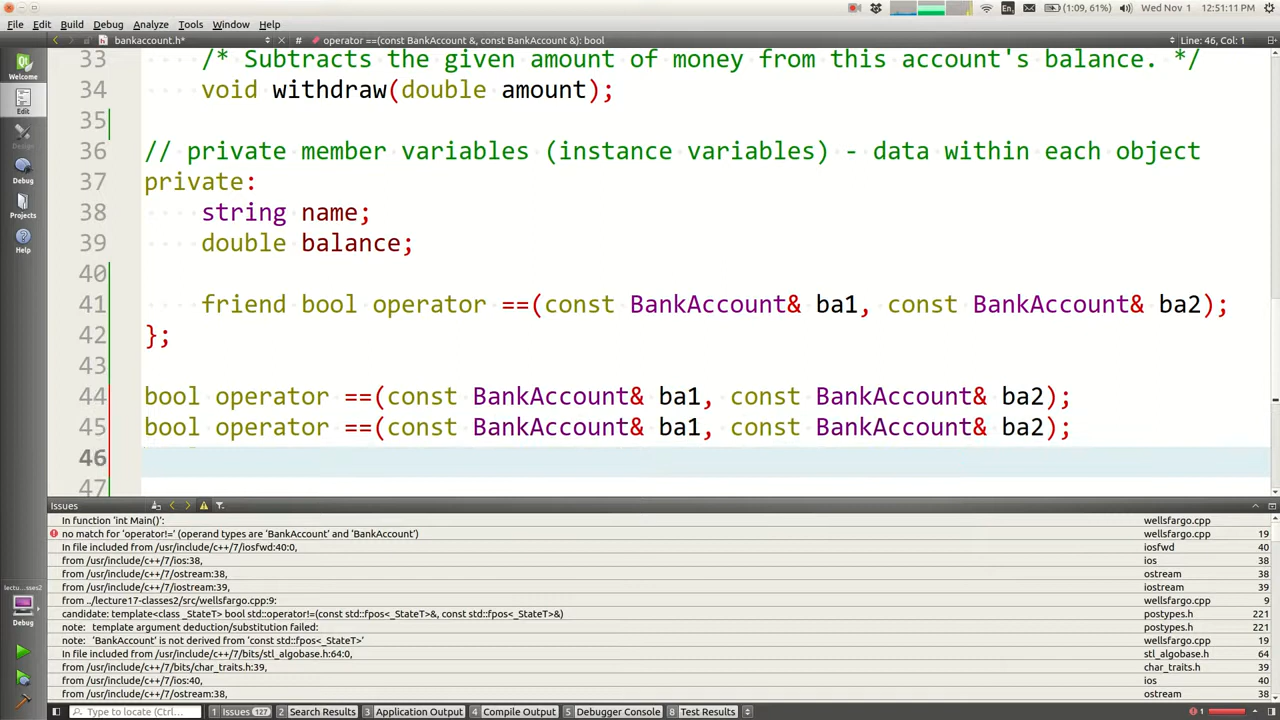 (1:09, 61%) Wed Nov 1 12:51:11 PM
File Edit Build Debug Analyze Tools Window Help
bankaccount.h* # operator ==(const BankAccount &, const BankAccount &): bool Line: 46, Col: 1
Welcome
Edit
Design
Debug
Projects
Help
33 /* Subtracts the given amount of money from this account's balance. */
34 void withdraw(double amount);
35
36 // private member variables (instance variables) - data within each object
37 private:
38 string name;
39 double balance;
40
41 friend bool operator ==(const BankAccount& ba1, const BankAccount& ba2);
42 };
43
44 bool operator ==(const BankAccount& ba1, const BankAccount& ba2);
45 bool operator ==(const BankAccount& ba1, const BankAccount& ba2);
46
47
Issues
In function 'int Main()': wellsfargo.cpp
no match for 'operator!=' (operand types are 'BankAccount' and 'BankAccount') wellsfargo.cpp 19
In file included from /usr/include/c++/7/iosfwd:40:0, iosfwd 40
from /usr/include/c++/7/ios:38, ios 38
from /usr/include/c++/7/ostream:38, ostream 38
from /usr/include/c++/7/iostream:39, iostream 39
from ../lecture17-classes2/src/wellsfargo.cpp:9: wellsfargo.cpp 9
candidate: template<class _StateT> bool std::operator!=(const std::fpos<_StateT>&, const std::fpos<_StateT>&) postypes.h 221
note: template argument deduction/substitution failed: postypes.h 221
note: 'BankAccount' is not derived from 'const std::fpos<_StateT>' wellsfargo.cpp 19
In file included from /usr/include/c++/7/bits/stl_algobase.h:64:0, stl_algobase.h 64
from /usr/include/c++/7/bits/char_traits.h:39, char_traits.h 39
from /usr/include/c++/7/ios:40, ios 40
from /usr/include/c++/7/ostream:38, ostream 38
lectu...sses2
Debug
Type to locate (Ctrl... 1 Issues 127 2 Search Results 3 Application Output 4 Compile Output 5 Debugger Console 8 Test Results 1